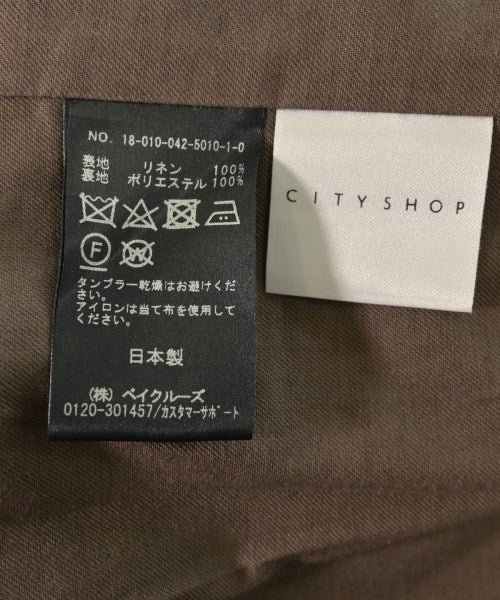 NO. 18-010-042-5010-1-0
表地 リネン 100%
裏地 ポリエステル 100%
F
W
タンブラー乾燥はお避けくだ
さい。
アイロンは当て布を使用して
ください。
日本製
(株) ベイクルーズ
0120-301457/カスタマーサポート
CITYSHOP